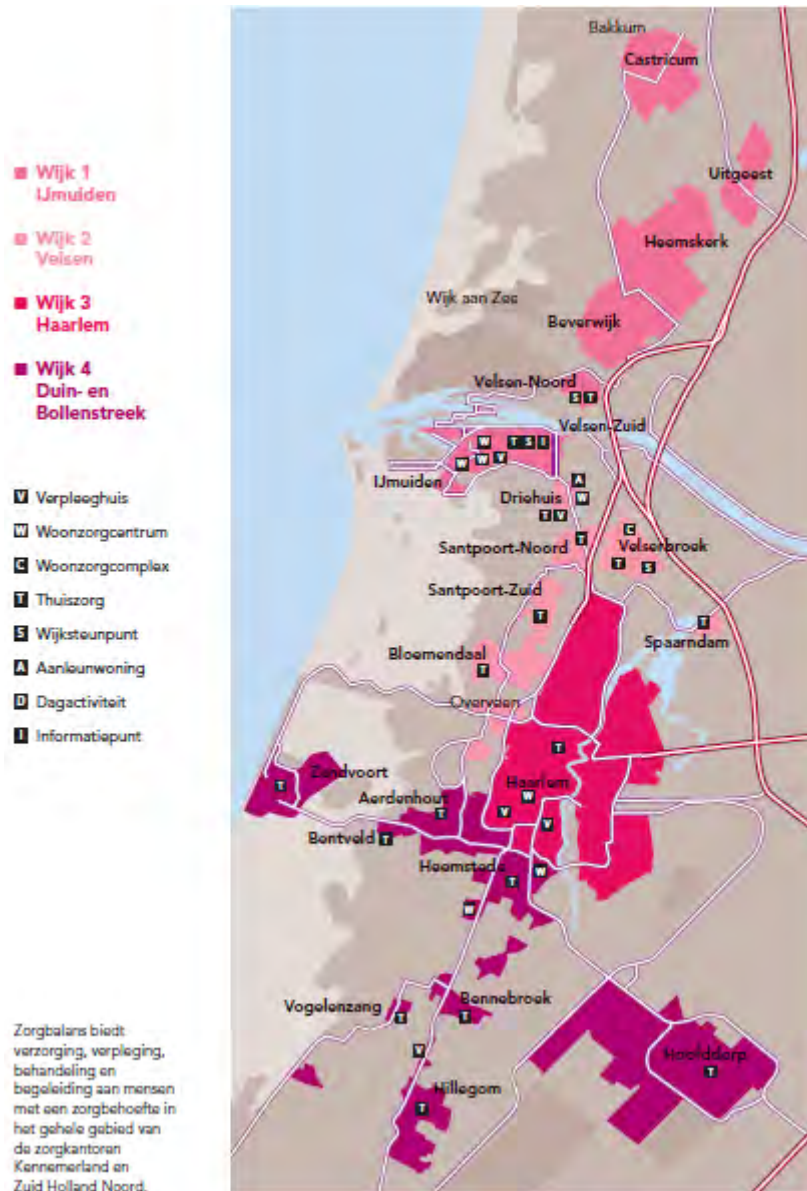 Wijk 1
IJmuiden
Wijk 2
Velsen
Wijk 3
Haarlem
Wijk 4
Duin- en
Bollenstreek
V Verpleeghuis
W Woonzorgcentrum
C Woonzorgcomplex
T Thuiszorg
S Wijksteunpunt
A Aanleunwoning
D Dagactiviteit
I Informatiepunt
Zorgbalans biedt
verzorging, verpleging,
behandeling en
begeleiding aan mensen
met een zorgbehoefte in
het gehele gebied van
de zorgkantoren
Kennemerland en
Zuid Holland Noord.
Bakkum
Castricum
Uitgeest
Heemskerk
Wijk aan Zee
Beverwijk
Velsen-Noord
S T
Velsen-Zuid
W T S I
W W V
IJmuiden
A
Driehuis W
T V
C
Santpoort-Noord T Velserbroek
T S
Santpoort-Zuid
T
T
Spaarndam
Bloemendaal
T
Overveen
T
Zandvoort
T
Haarlem
Aerdenhout
T
W
V
V
Bentveld T
Heemstede
W
T
W
Vogelenzang
T
Bennebroek
T
V
Hoofddorp
T
Hillegom
T